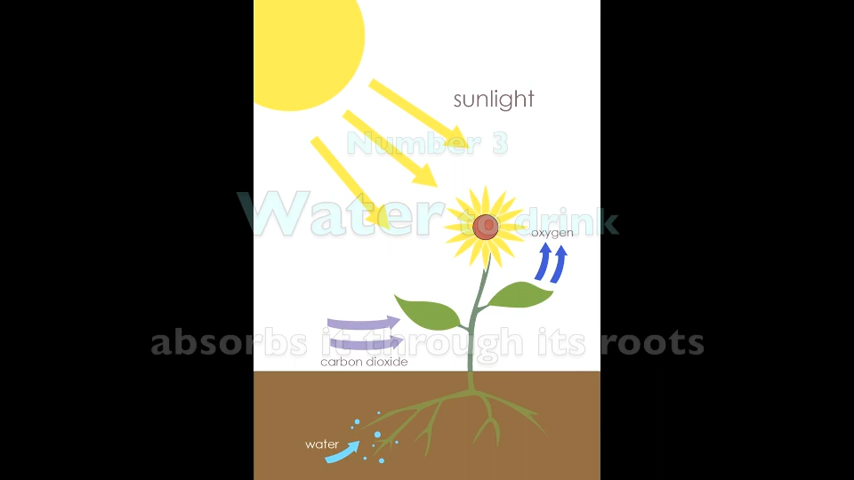 sunlight
Number 3
Water to drink
oxygen
absorbs it through its roots
carbon dioxide
water